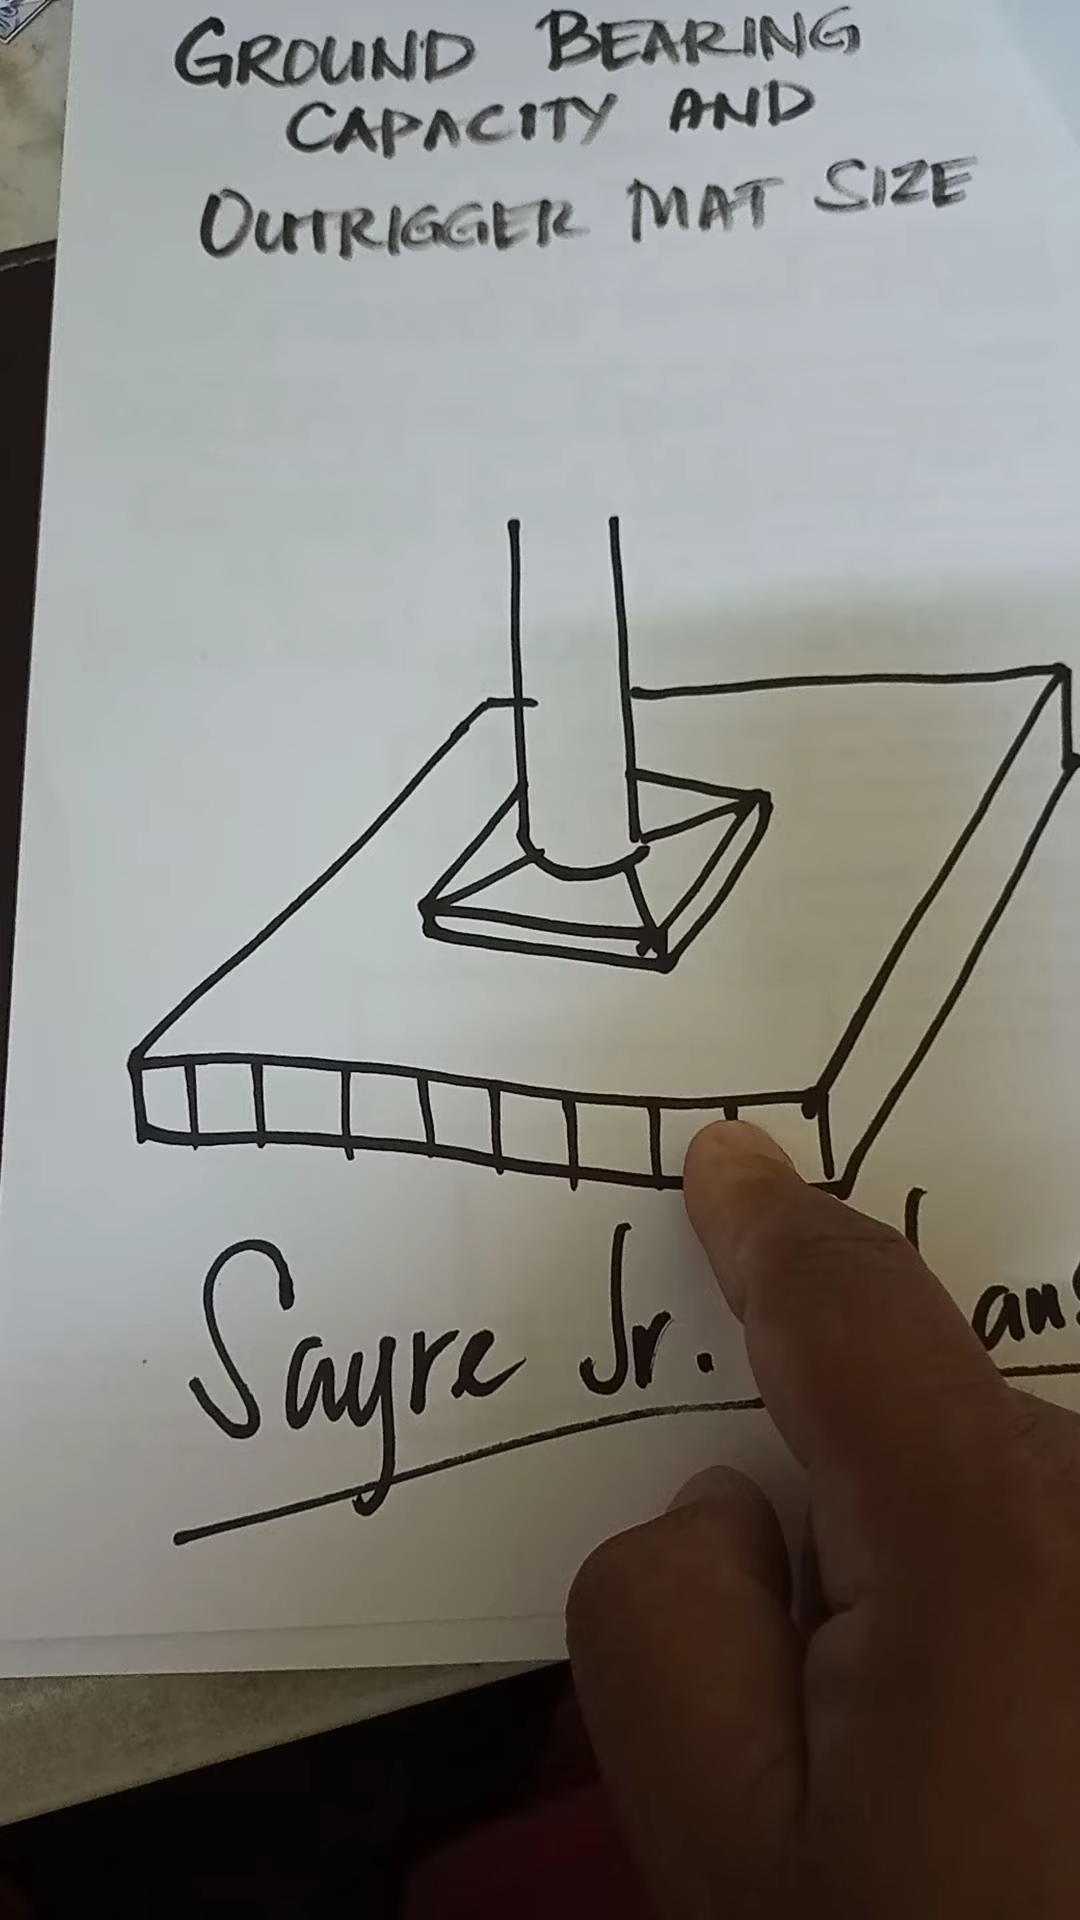 GROUND BEARING
CAPACITY AND
OUTRIGGER MAT SIZE
Sayre Jr.